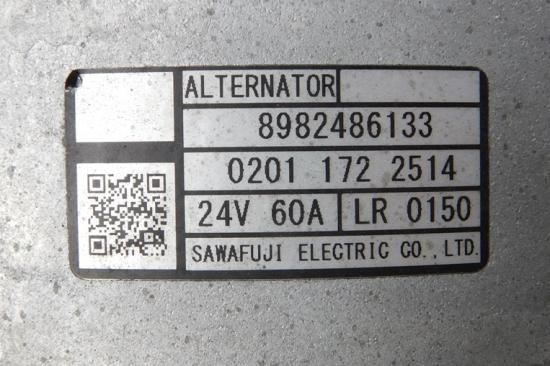 ALTERNATOR
8982486133
0201 172 2514
24V 60A LR 0150
SAWAFUJI ELECTRIC CO.,LTD.